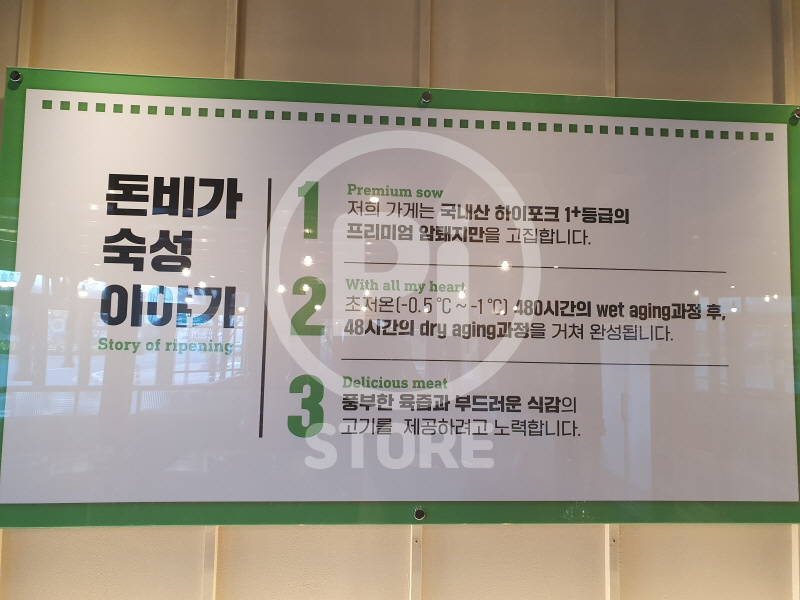 돈비가
숙성
이야기
Story of ripening
1
Premium sow
저희 가게는 국내산 하이포크 1+등급의
프리미엄 암퇘지만을 고집합니다.
2
With all my heart
초저온(-0.5 ℃ ~ -1 ℃) 480시간의 wet aging과정 후,
48시간의 dry aging과정을 거쳐 완성됩니다.
3
Delicious meat
풍부한 육즙과 부드러운 식감의
고기를 제공하려고 노력합니다.
Pi
STORE